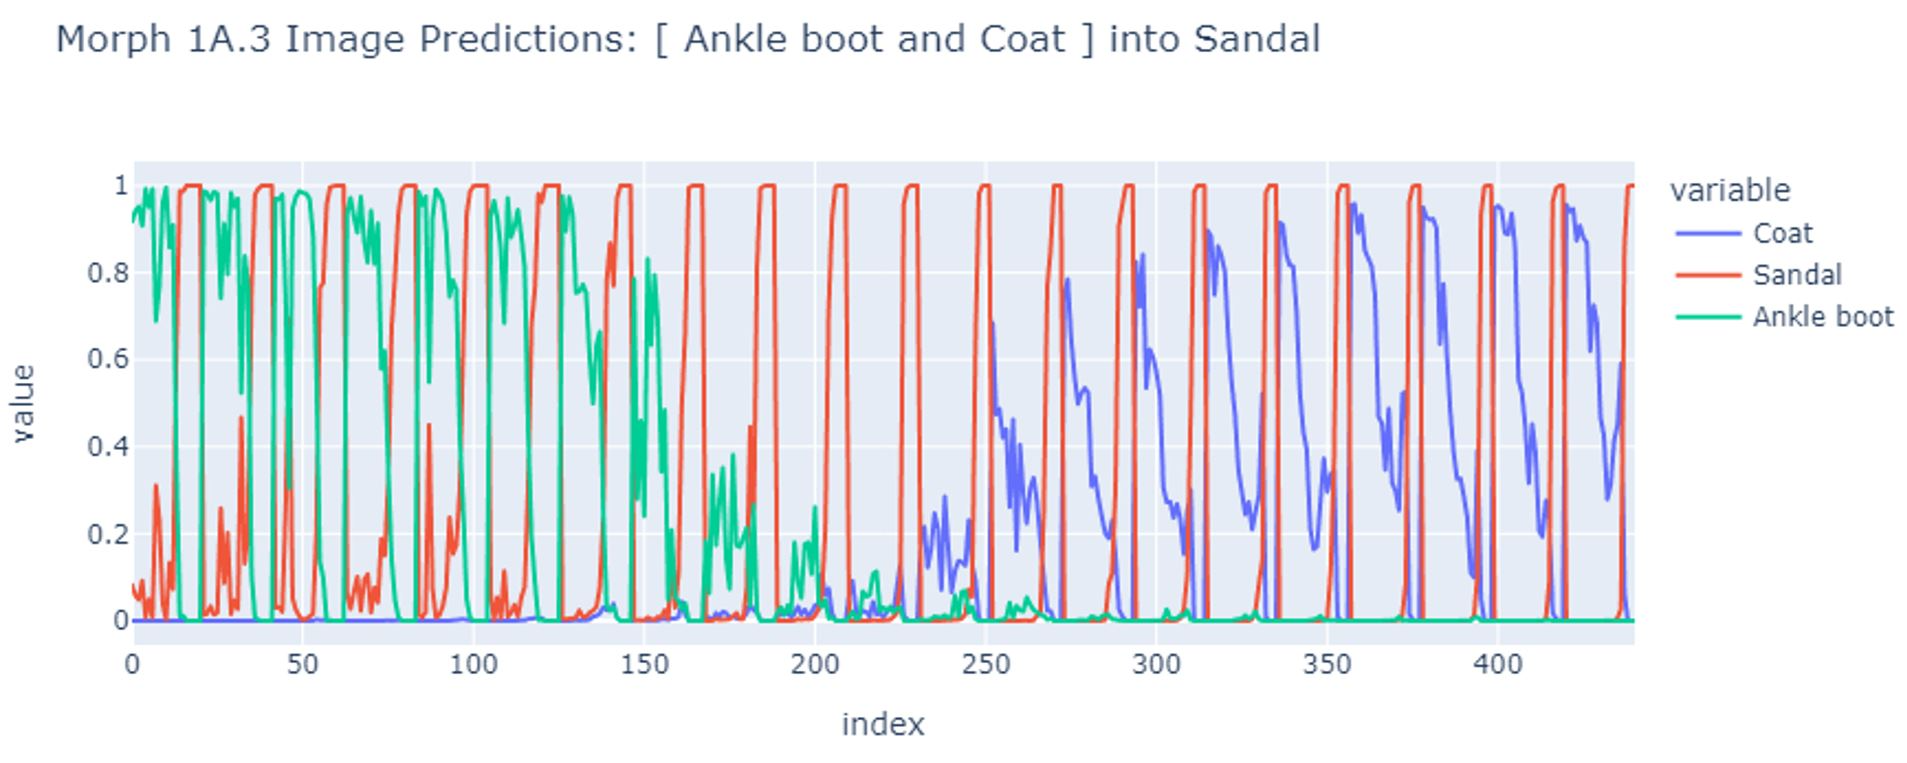 Morph 1A.3 Image Predictions: [ Ankle boot and Coat ] into Sandal
variable
Coat
Sandal
Ankle boot
value
1
0.8
0.6
0.4
0.2
0
0 50 100 150 200 250 300 350 400
index